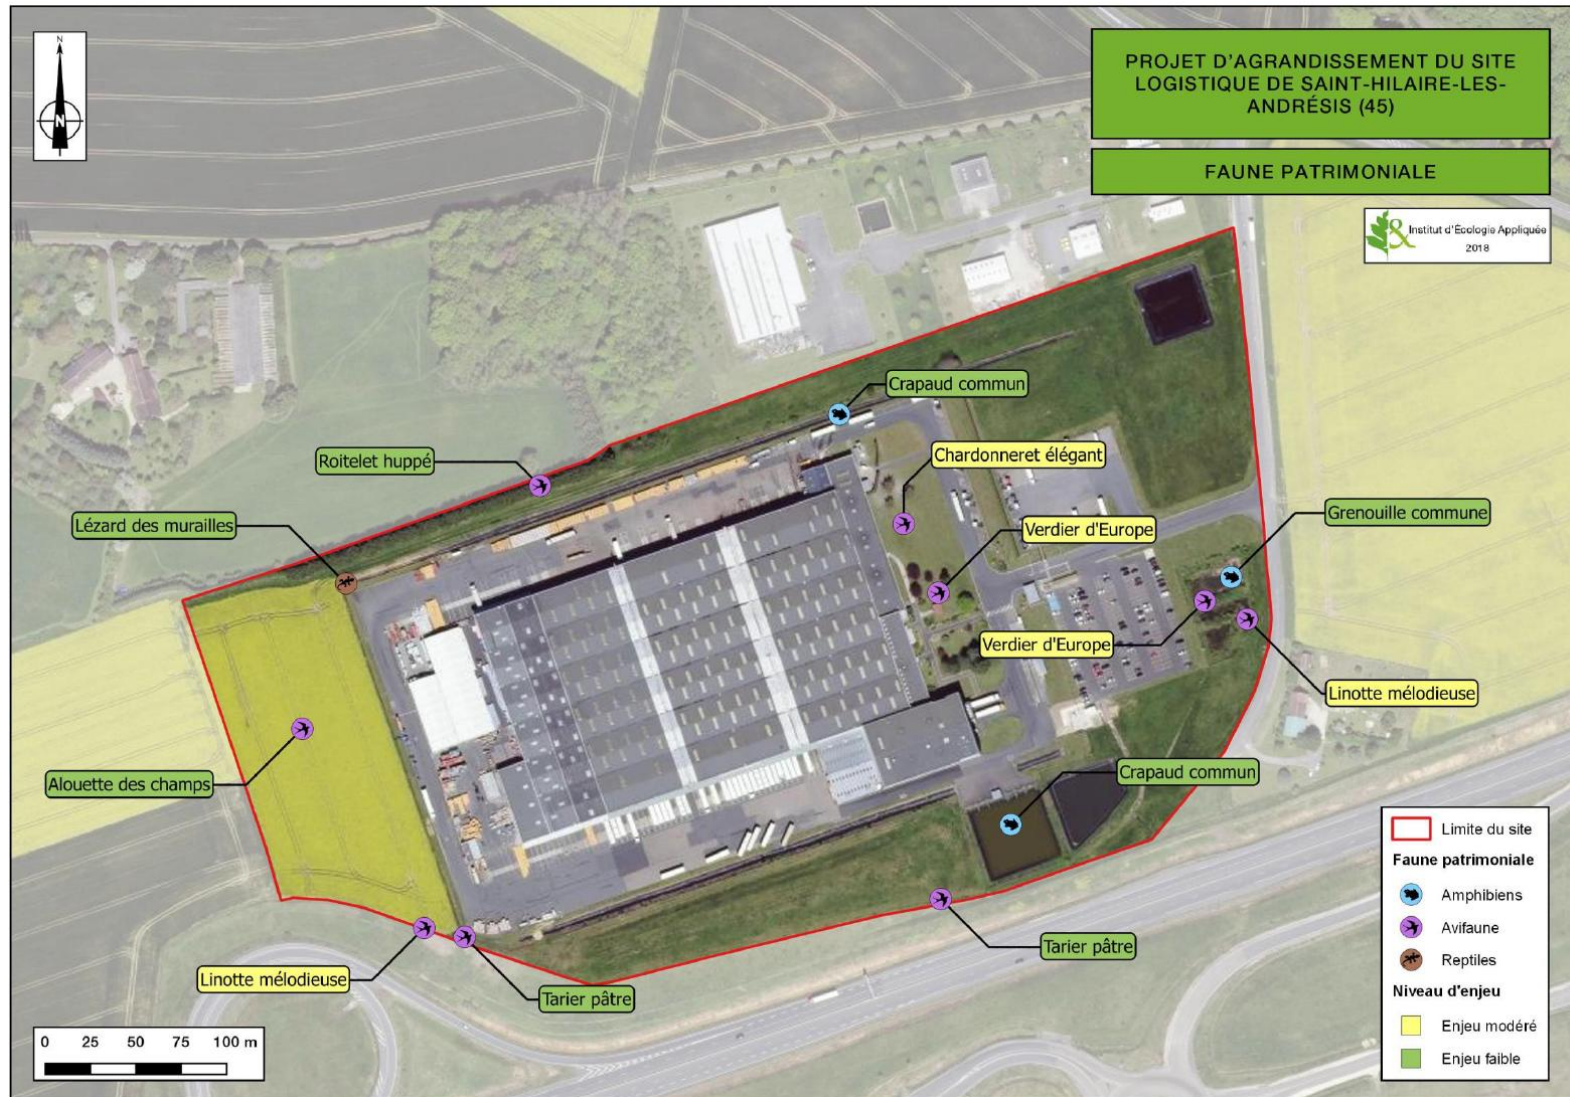 N
N
PROJET D'AGRANDISSEMENT DU SITE
LOGISTIQUE DE SAINT-HILAIRE-LES-
ANDRÉSIS (45)
FAUNE PATRIMONIALE
& Institut d'Écologie Appliquée
2018
Crapaud commun
Roitelet huppé
Chardonneret élégant
Lézard des murailles
Verdier d'Europe
Grenouille commune
Verdier d'Europe
Linotte mélodieuse
Alouette des champs
Crapaud commun
Linotte mélodieuse
Tarier pâtre
Tarier pâtre
0 25 50 75 100 m
Limite du site
Faune patrimoniale
Amphibiens
Avifaune
Reptiles
Niveau d'enjeu
Enjeu modéré
Enjeu faible